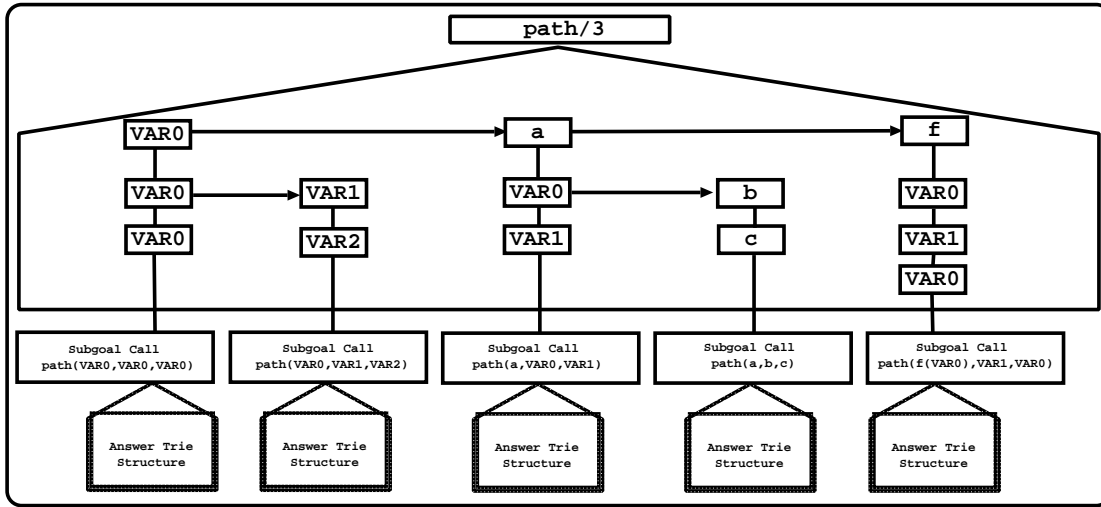 path/3
VAR0
a
f
VAR0
VAR1
VAR0
b
VAR0
VAR0
VAR2
VAR1
c
VAR1
VAR0
Subgoal Call
path(VAR0,VAR0,VAR0)
Subgoal Call
path(VAR0,VAR1,VAR2)
Subgoal Call
path(a,VAR0,VAR1)
Subgoal Call
path(a,b,c)
Subgoal Call
path(f(VAR0),VAR1,VAR0)
Answer Trie
Structure
Answer Trie
Structure
Answer Trie
Structure
Answer Trie
Structure
Answer Trie
Structure